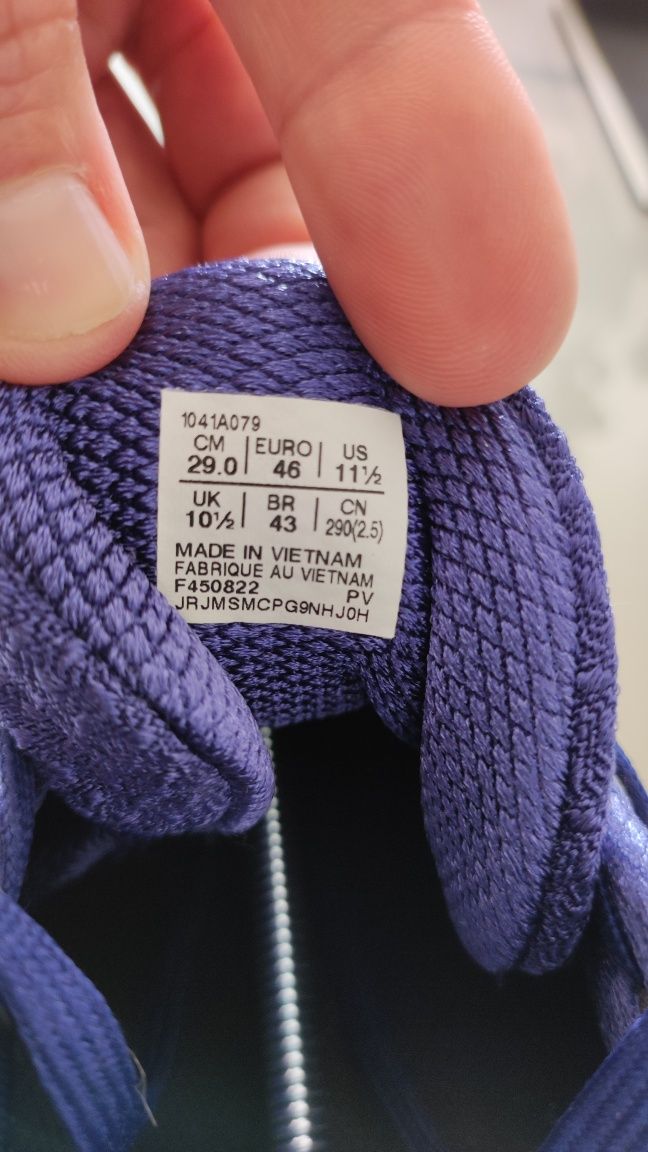 1041A079
CM | EURO | US
29.0 | 46 | 11½
UK | BR | CN
10½ | 43 | 290(2.5)
MADE IN VIETNAM
FABRIQUE AU VIETNAM
F450822 PV
JRJMSMCPG9NHJ0H